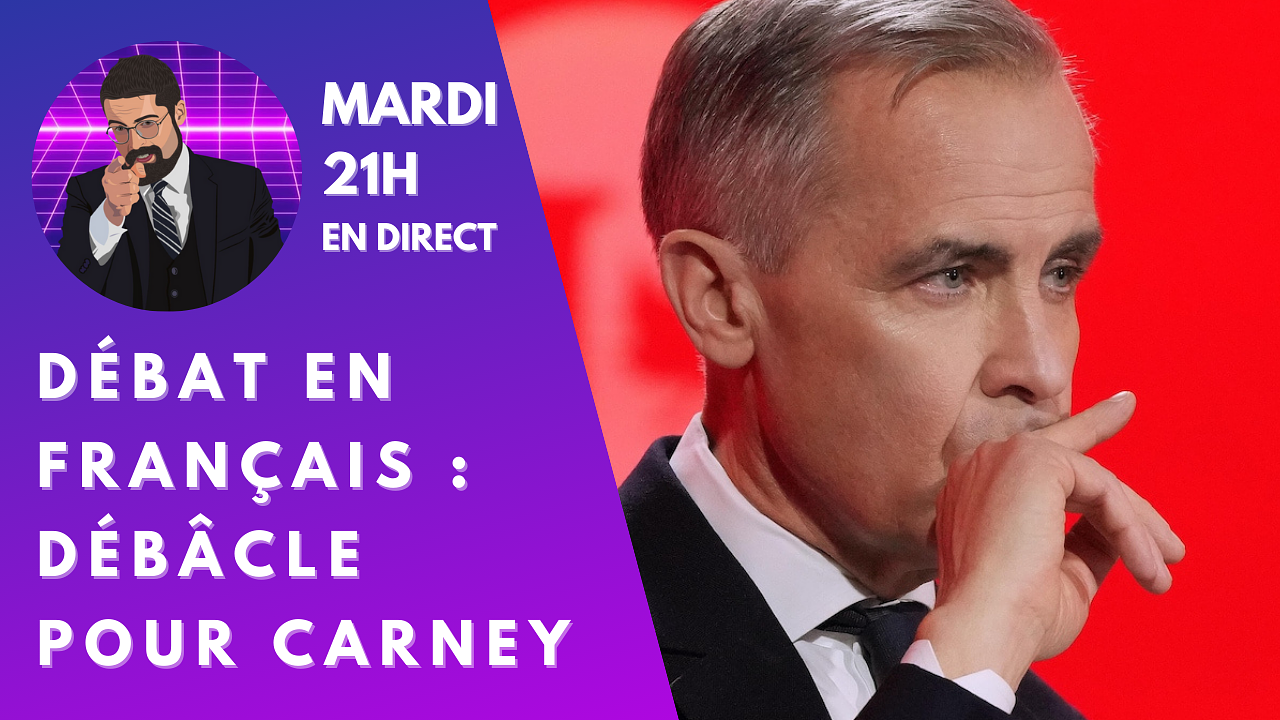 MARDI
21H
EN DIRECT
DÉBAT EN
FRANÇAIS :
DÉBÂCLE
POUR CARNEY